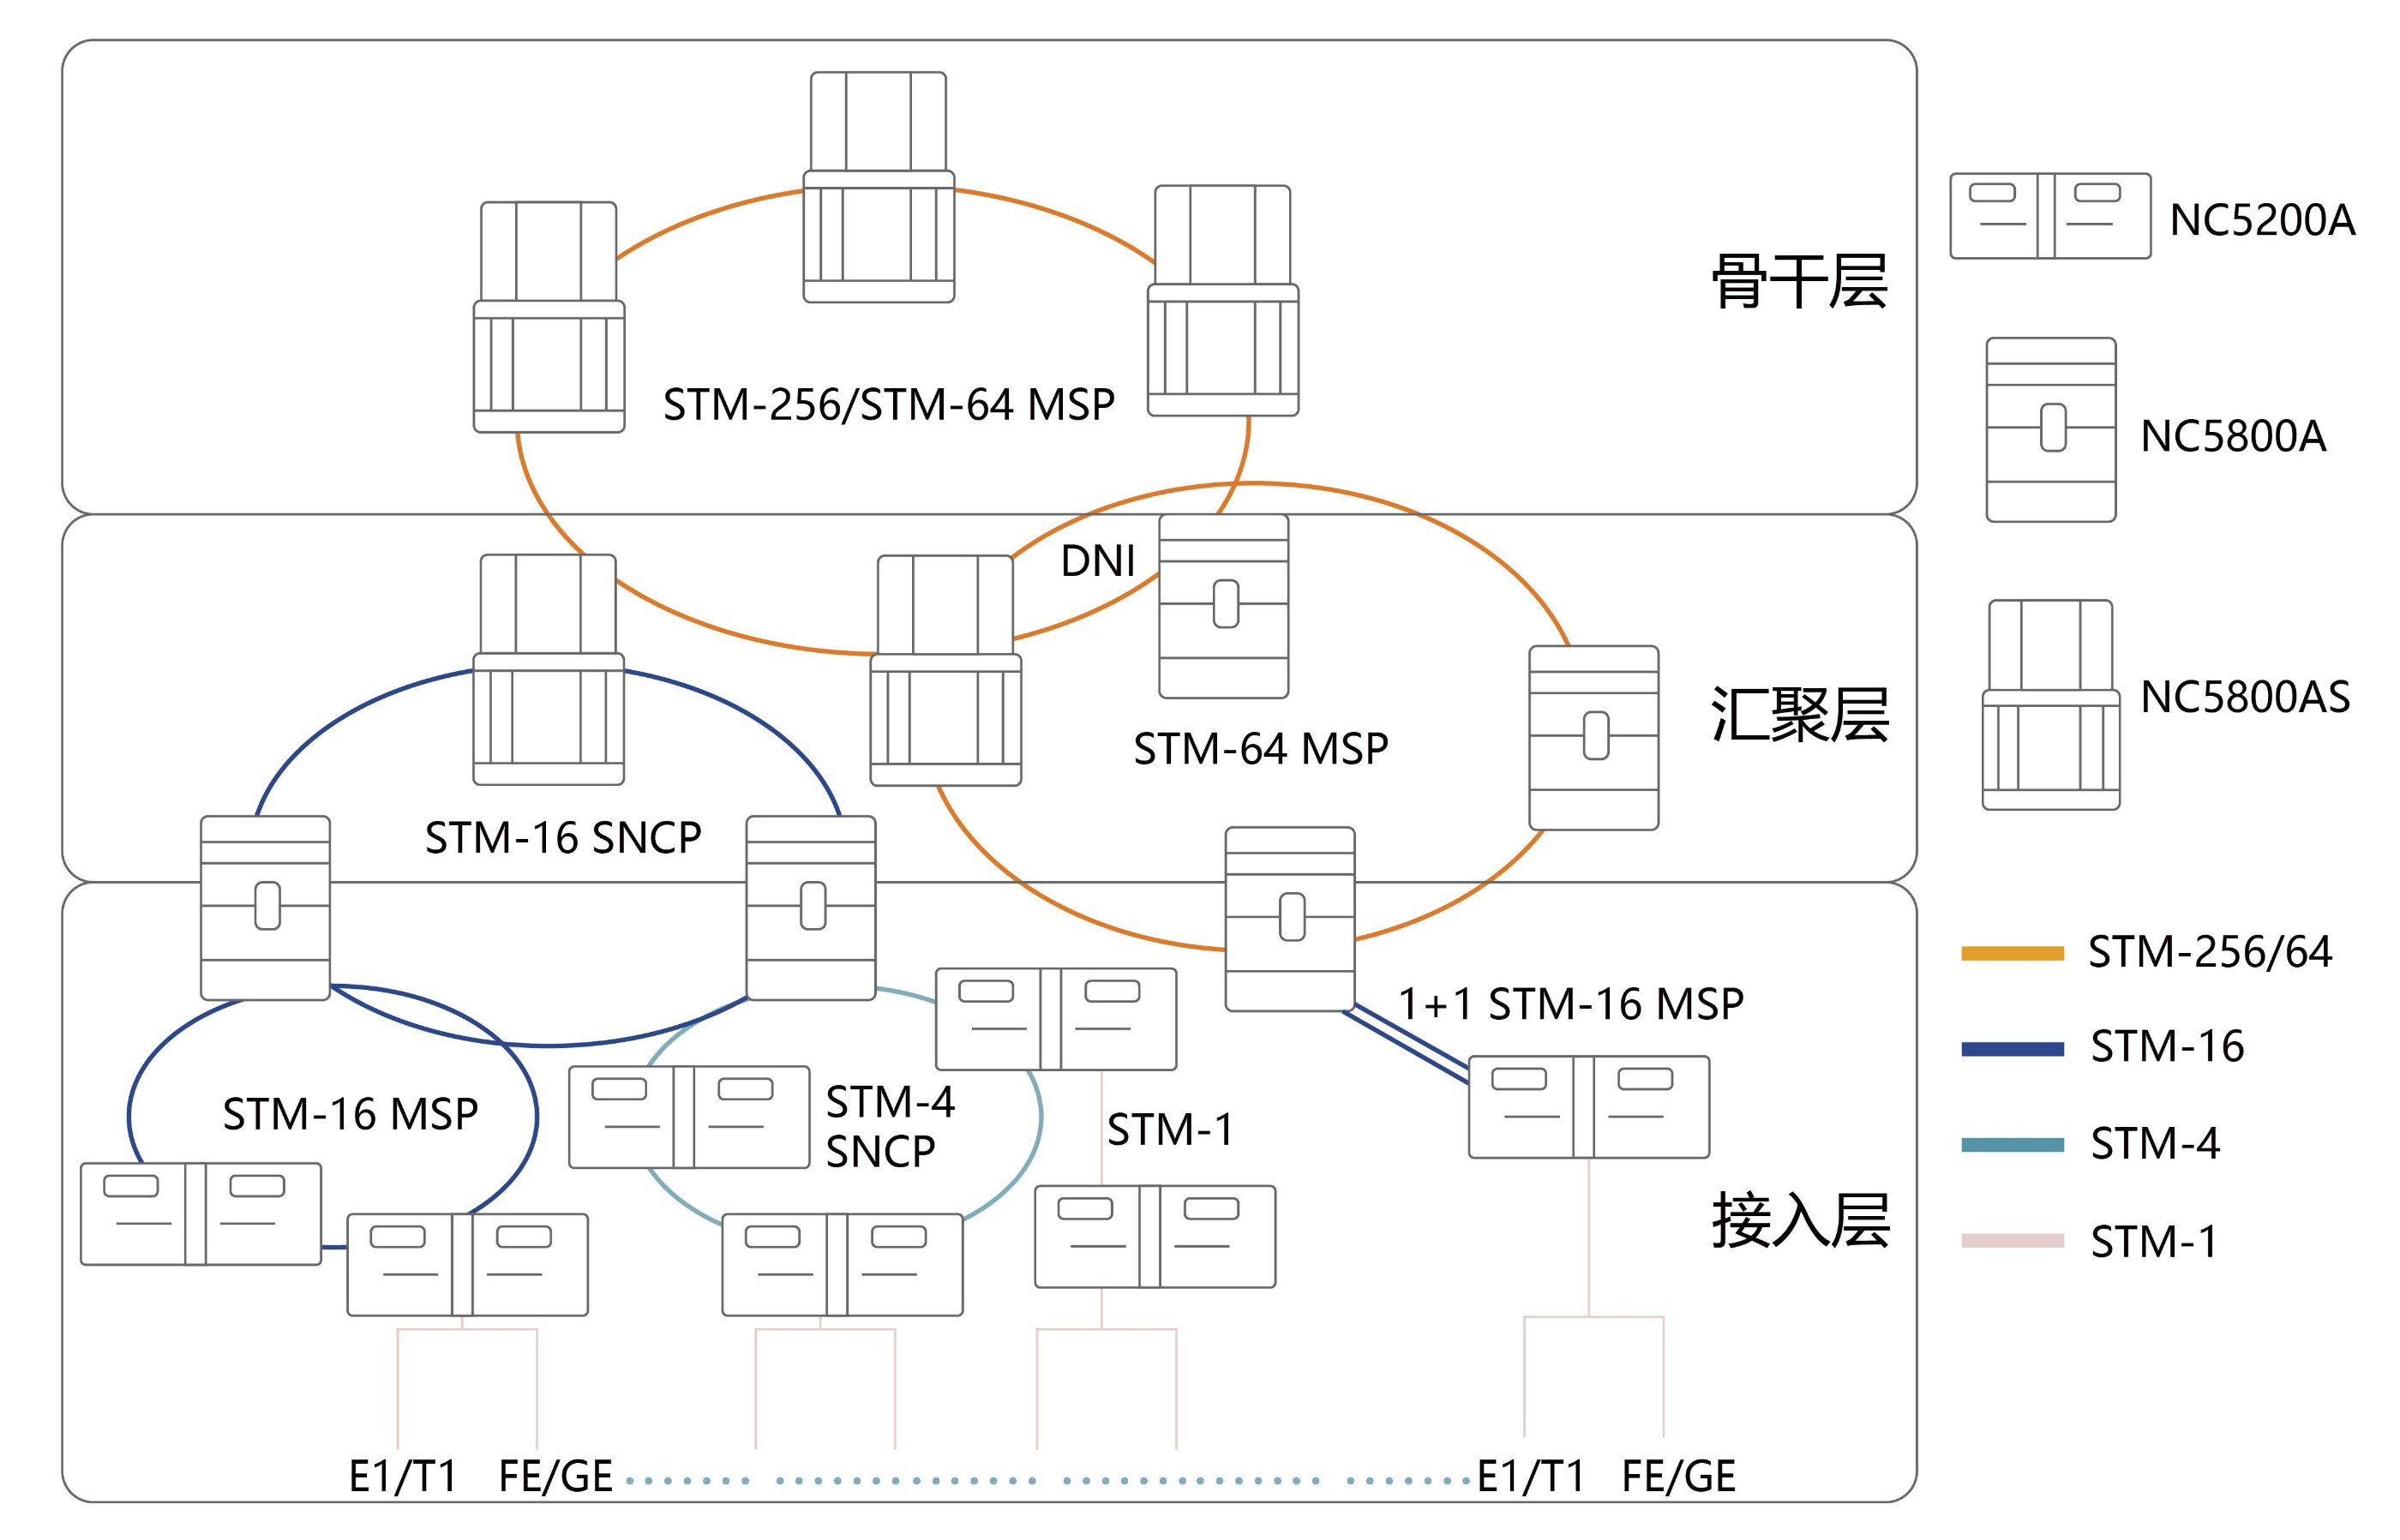 骨干层
STM-256/STM-64 MSP
DNI
汇聚层
STM-64 MSP
STM-16 SNCP
1+1 STM-16 MSP
STM-16 MSP
STM-4
SNCP
STM-1
接入层
E1/T1
FE/GE
E1/T1
FE/GE
NC5200A
NC5800A
NC5800AS
STM-256/64
STM-16
STM-4
STM-1